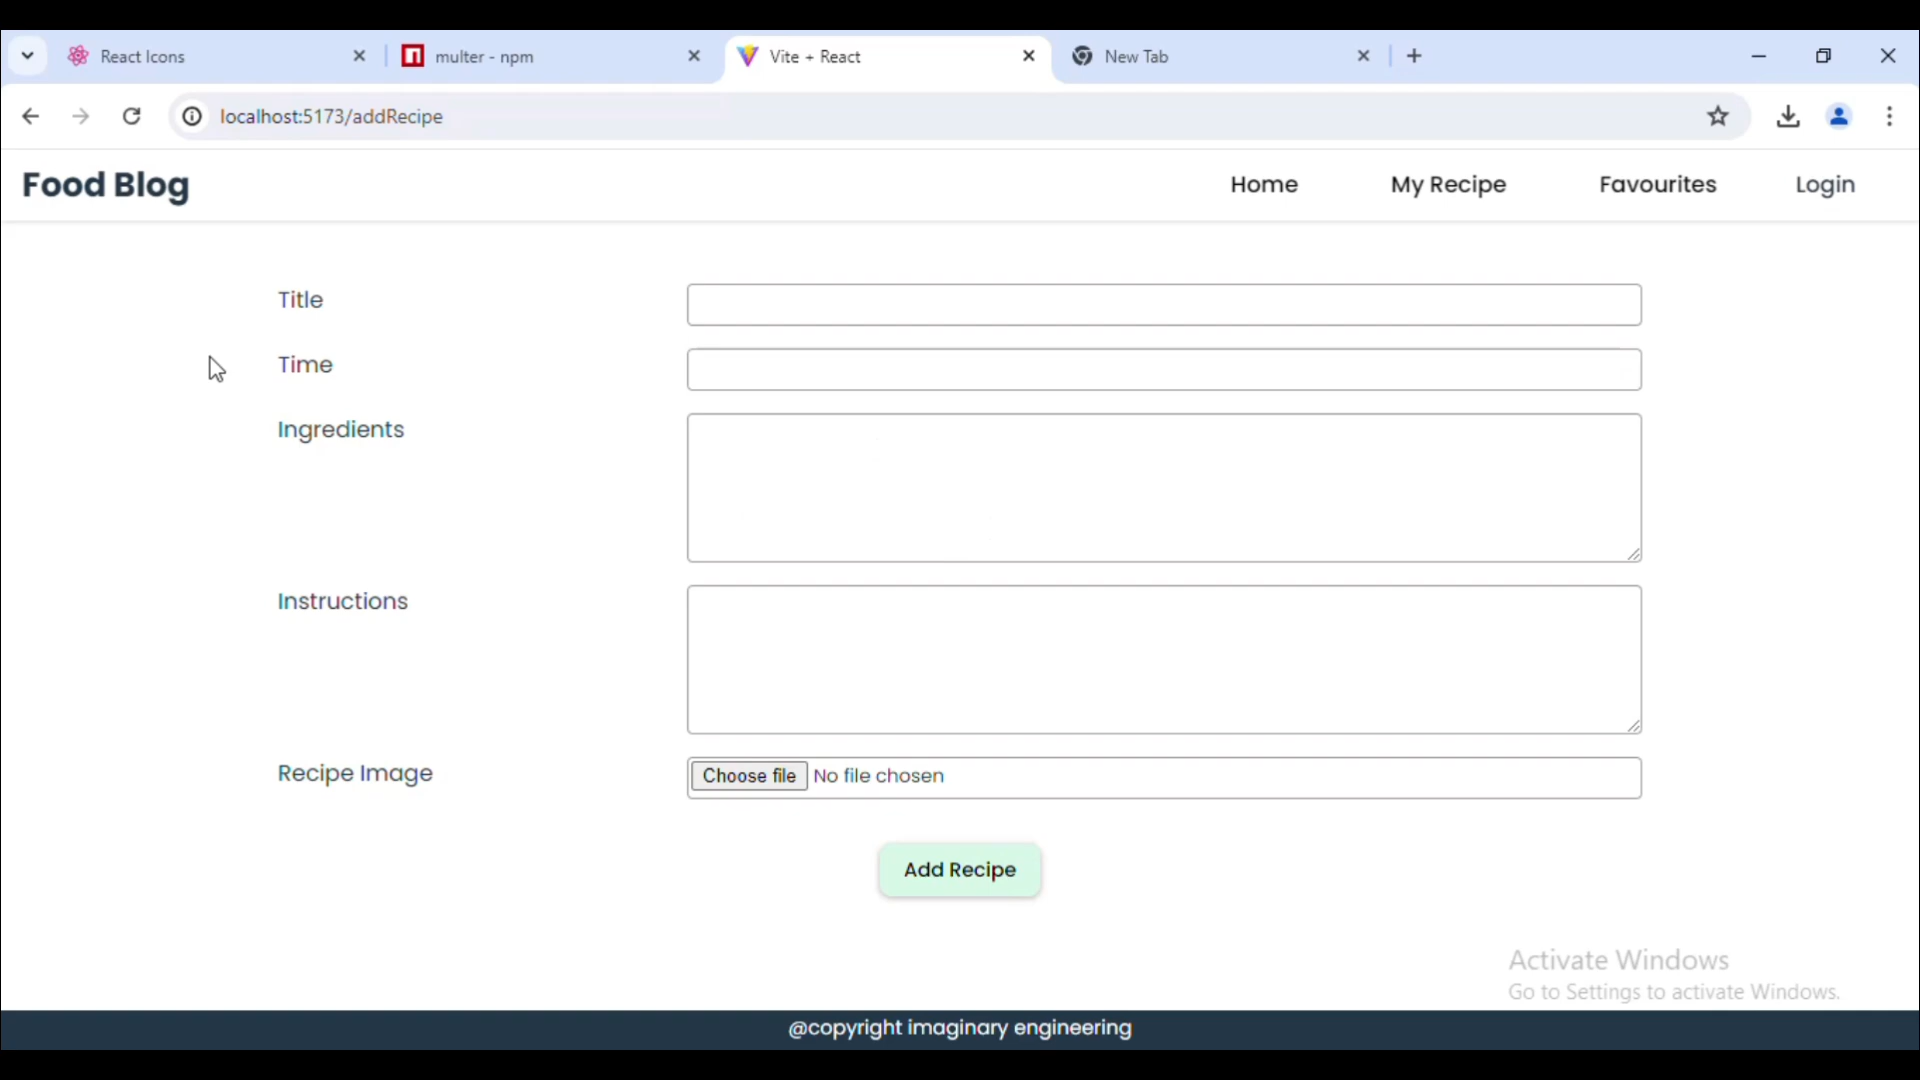 React Icons
multer - npm
Vite + React
New Tab
localhost:5173/addRecipe
Food Blog
Home
My Recipe
Favourites
Login
Title
Time
Ingredients
Instructions
Recipe Image
Choose file No file chosen
Add Recipe
Activate Windows
Go to Settings to activate Windows.
@copyright imaginary engineering